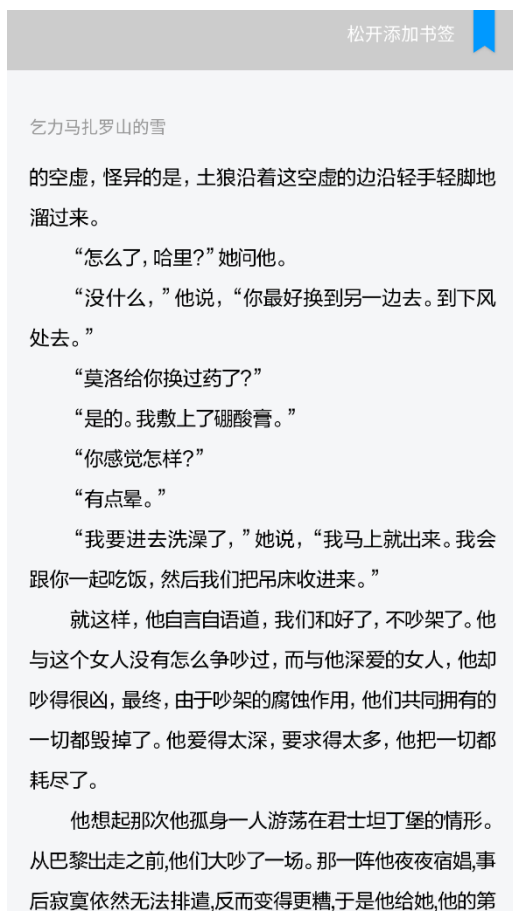 松开添加书签
乞力马扎罗山的雪
的空虚，怪异的是，土狼沿着这空虚的边沿轻手轻脚地
溜过来。
“怎么了，哈里?”她问他。
“没什么，”他说，“你最好换到另一边去。到下风
处去。”
“莫洛给你换过药了?”
“是的。我敷上了硼酸膏。”
“你感觉怎样?”
“有点晕。”
“我要进去洗澡了，”她说，“我马上就出来。我会
跟你一起吃饭，然后我们把吊床收进来。”
就这样，他自言自语道，我们和好了，不吵架了。他
与这个女人没有怎么争吵过，而与他深爱的女人，他却
吵得很凶，最终，由于吵架的腐蚀作用，他们共同拥有的
一切都毁掉了。他爱得太深，要求得太多，他把一切都
耗尽了。
他想起那次他孤身一人游荡在君士坦丁堡的情形。
从巴黎出走之前,他们大吵了一场。那一阵他夜夜宿娼,事
后寂寞依然无法排遣,反而变得更糟,于是他给她,他的第